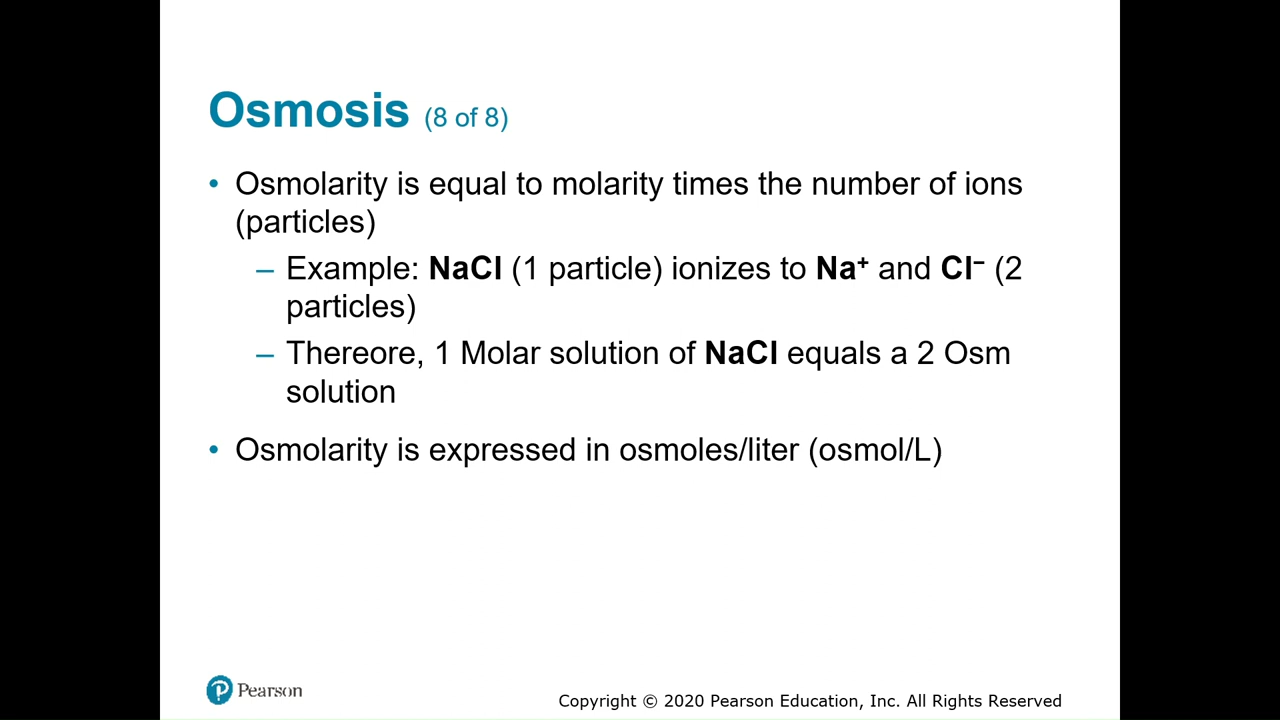 Osmosis (8 of 8)
• Osmolarity is equal to molarity times the number of ions
(particles)
– Example: NaCl (1 particle) ionizes to Na⁺ and Cl⁻ (2
particles)
– Thereore, 1 Molar solution of NaCl equals a 2 Osm
solution
• Osmolarity is expressed in osmoles/liter (osmol/L)
P Pearson
Copyright © 2020 Pearson Education, Inc. All Rights Reserved